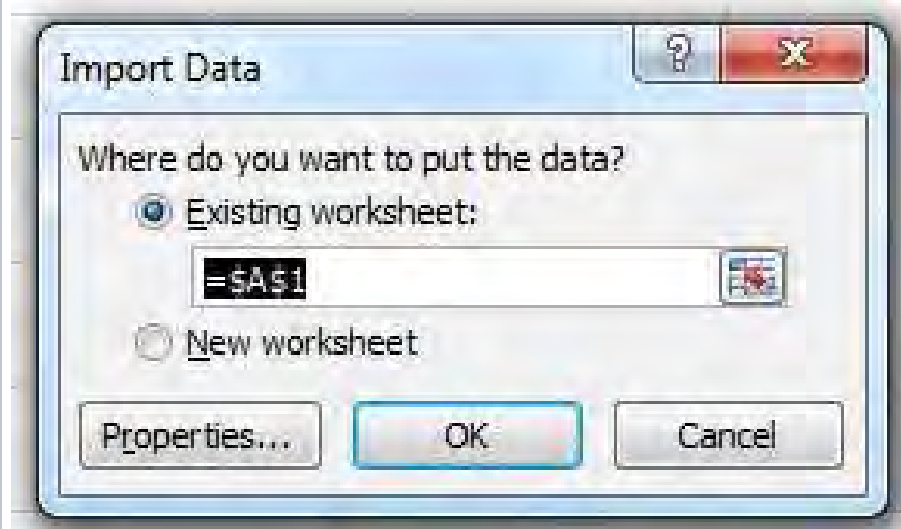 Import Data
Where do you want to put the data?
Existing worksheet:
=$A$1
New worksheet
Properties...
OK
Cancel